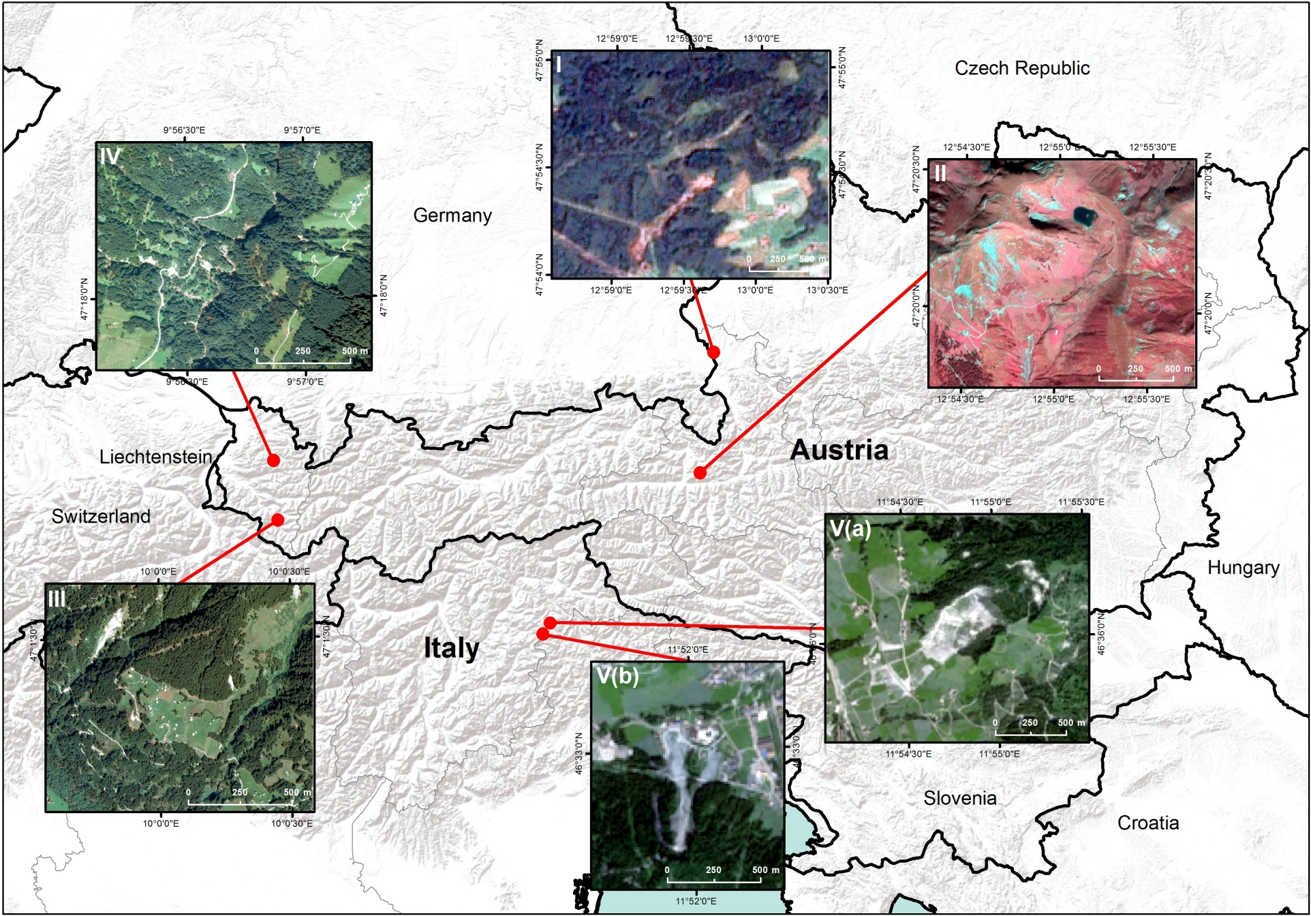 Czech Republic
Germany
Liechtenstein
Switzerland
Austria
Italy
Hungary
Slovenia
Croatia
I
12°59'0"E 12°59'30"E 13°0'0"E
47°55'0"N
47°55'0"N
47°54'30"N
47°54'30"N
47°54'0"N
0 250 500 m
12°59'0"E 12°59'30"E 13°0'0"E 13°0'30"E
II
12°54'30"E 12°55'0"E 12°55'30"E
47°20'30"N
47°20'30"N
47°20'0"N
47°20'0"N
0 250 500 m
12°54'30"E 12°55'0"E 12°55'30"E
IV
9°56'30"E 9°57'0"E
47°18'0"N
47°18'0"N
0 250 500 m
9°56'30"E 9°57'0"E
III
10°0'0"E 10°0'30"E
47°1'30"N
47°1'30"N
0 250 500 m
10°0'0"E 10°0'30"E
V(a)
11°54'30"E 11°55'0"E 11°55'30"E
46°36'0"N
0 250 500 m
11°54'30"E 11°55'0"E
V(b)
11°52'0"E
46°33'0"N
46°33'0"N
0 250 500 m
11°52'0"E